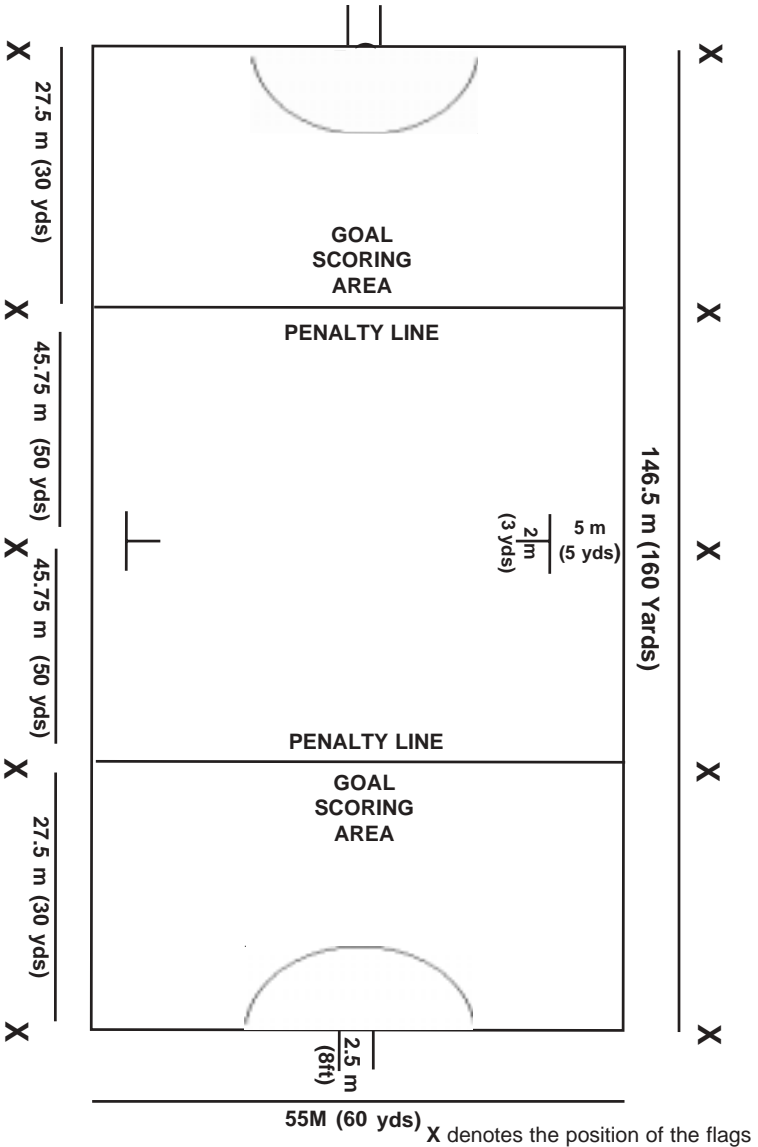 X
X
27.5 m (30 yds)
GOAL
SCORING
AREA
X
X
PENALTY LINE
45.75 m (50 yds)
146.5 m (160 Yards)
2 m
(3 yds)
5 m
(5 yds)
X
X
45.75 m (50 yds)
PENALTY LINE
X
X
GOAL
SCORING
AREA
27.5 m (30 yds)
X
X
2.5 m
(8ft)
55M (60 yds)
X denotes the position of the flags